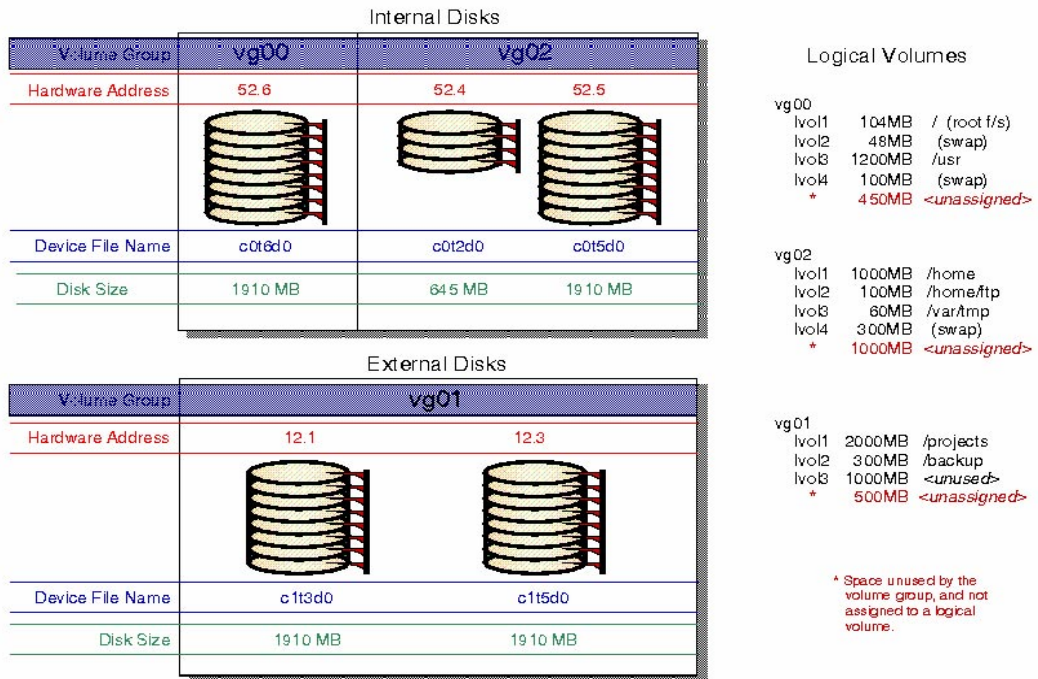 Internal Disks
Volume Group vg00 vg02
Hardware Address 52.6 52.4 52.5
Device File Name c0t6d0 c0t2d0 c0t5d0
Disk Size 1910 MB 645 MB 1910 MB
External Disks
Volume Group vg01
Hardware Address 12.1 12.3
Device File Name c1t3d0 c1t5d0
Disk Size 1910 MB 1910 MB
Logical Volumes
vg00
lvol1 104MB / (root f/s)
lvol2 48MB (swap)
lvol3 1200MB /usr
lvol4 100MB (swap)
* 450MB <unassigned>
vg02
lvol1 1000MB /home
lvol2 100MB /home/ftp
lvol3 60MB /var/tmp
lvol4 300MB (swap)
* 1000MB <unassigned>
vg01
lvol1 2000MB /projects
lvol2 300MB /backup
lvol3 1000MB <unused>
* 500MB <unassigned>
* Space unused by the
volume group, and not
assigned to a logical
volume.